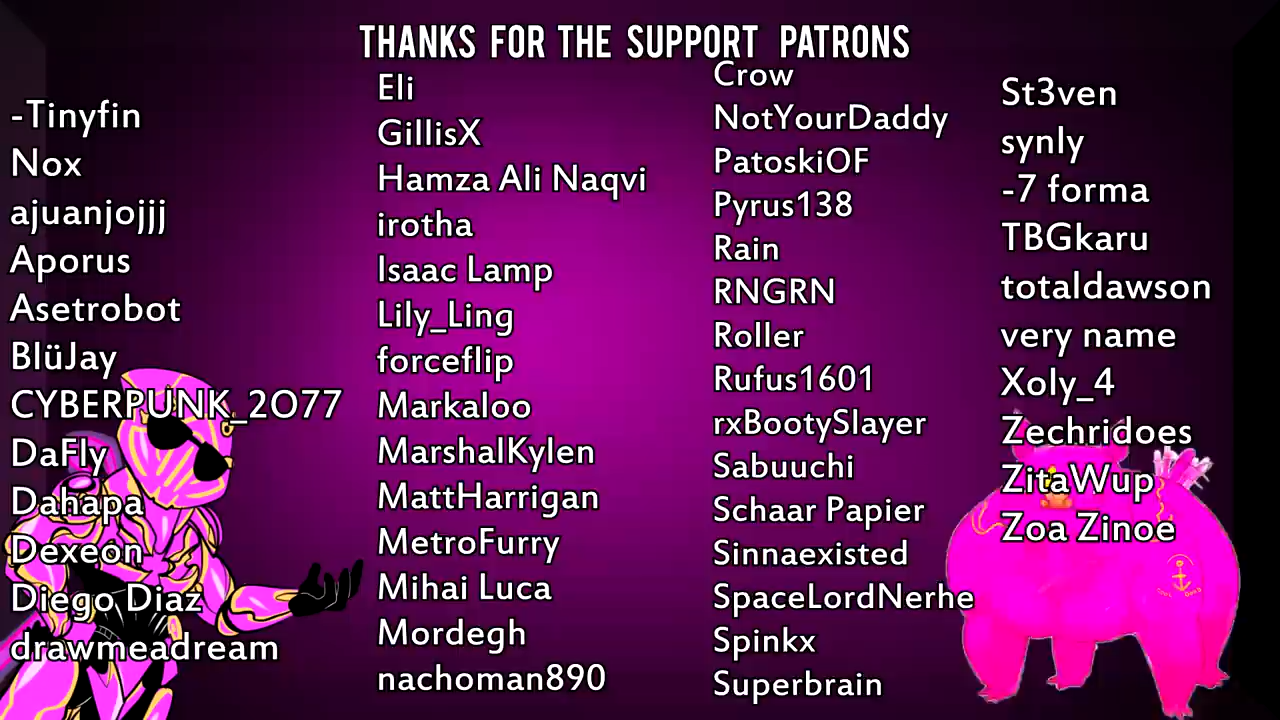 THANKS FOR THE SUPPORT PATRONS
-Tinyfin
Nox
ajuanjojjj
Aporus
Asetrobot
BlüJay
CYBERPUNK_2O77
DaFly
Dahapa
Dexeon
Diego Diaz
drawmeadream
Eli
GillisX
Hamza Ali Naqvi
irotha
Isaac Lamp
Lily_Ling
forceflip
Markaloo
MarshalKylen
MattHarrigan
MetroFurry
Mihai Luca
Mordegh
nachoman890
Crow
NotYourDaddy
PatoskiOF
Pyrus138
Rain
RNGRN
Roller
Rufus1601
rxBootySlayer
Sabuuchi
Schaar Papier
Sinnaexisted
SpaceLordNerhe
Spinkx
Superbrain
St3ven
synly
-7 forma
TBGkaru
totaldawson
very name
Xoly_4
Zechridoes
ZitaWup
Zoa Zinoe